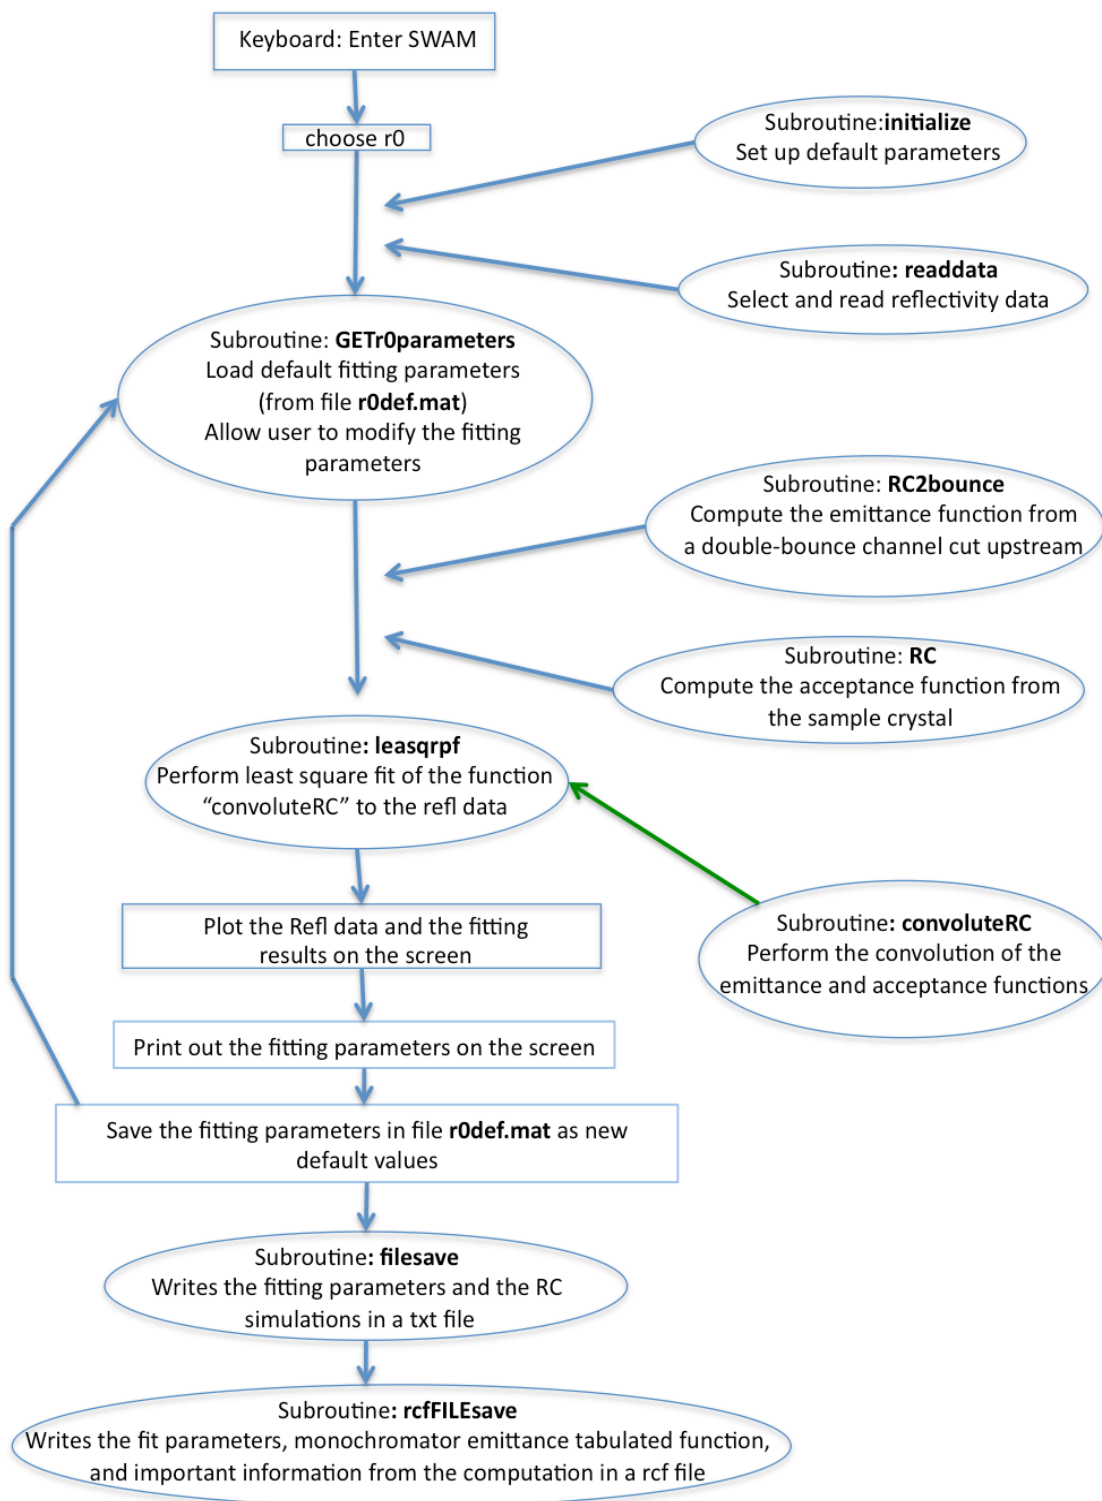 Keyboard: Enter SWAM
choose r0
Subroutine:initialize
Set up default parameters
Subroutine: readdata
Select and read reflectivity data
Subroutine: GETr0parameters
Load default fitting parameters
(from file r0def.mat)
Allow user to modify the fitting
parameters
Subroutine: RC2bounce
Compute the emittance function from
a double-bounce channel cut upstream
Subroutine: RC
Compute the acceptance function from
the sample crystal
Subroutine: leasqrpf
Perform least square fit of the function
“convoluteRC” to the refl data
Subroutine: convoluteRC
Perform the convolution of the
emittance and acceptance functions
Plot the Refl data and the fitting
results on the screen
Print out the fitting parameters on the screen
Save the fitting parameters in file r0def.mat as new
default values
Subroutine: filesave
Writes the fitting parameters and the RC
simulations in a txt file
Subroutine: rcfFILEsave
Writes the fit parameters, monochromator emittance tabulated function,
and important information from the computation in a rcf file